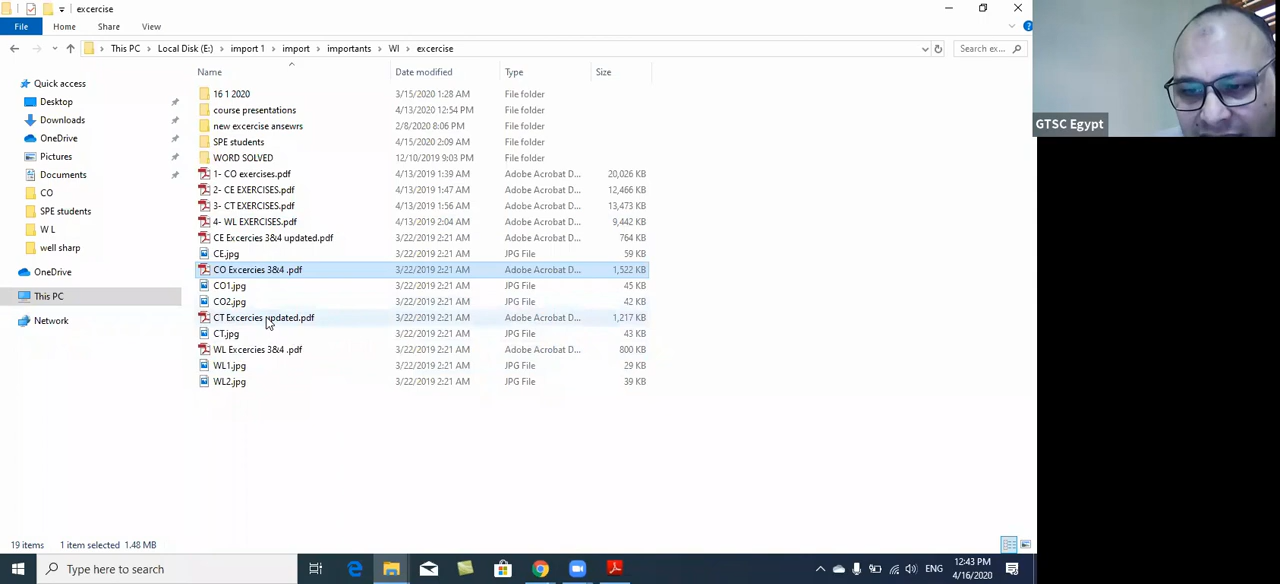 excercise
File Home Share View
This PC > Local Disk (E:) > import 1 > import > importants > WI > excercise
Search ex...
Name Date modified Type Size
Quick access
Desktop
Downloads
OneDrive
Pictures
Documents
CO
SPE students
W L
well sharp
OneDrive
This PC
Network
16 1 2020 3/15/2020 1:28 AM File folder
course presentations 4/13/2020 12:54 PM File folder
new excercise ansewrs 2/8/2020 8:06 PM File folder
SPE students 4/15/2020 2:09 AM File folder
WORD SOLVED 12/10/2019 9:03 PM File folder
1- CO exercises.pdf 4/13/2019 1:39 AM Adobe Acrobat D... 20,026 KB
2- CE EXERCISES.pdf 4/13/2019 1:47 AM Adobe Acrobat D... 12,466 KB
3- CT EXERCISES.pdf 4/13/2019 1:56 AM Adobe Acrobat D... 13,473 KB
4- WL EXERCISES.pdf 4/13/2019 2:04 AM Adobe Acrobat D... 9,442 KB
CE Excercies 3&4 updated.pdf 3/22/2019 2:21 AM Adobe Acrobat D... 764 KB
CE.jpg 3/22/2019 2:21 AM JPG File 59 KB
CO Excercies 3&4 .pdf 3/22/2019 2:21 AM Adobe Acrobat D... 1,522 KB
CO1.jpg 3/22/2019 2:21 AM JPG File 45 KB
CO2.jpg 3/22/2019 2:21 AM JPG File 42 KB
CT Excercies updated.pdf 3/22/2019 2:21 AM Adobe Acrobat D... 1,217 KB
CT.jpg 3/22/2019 2:21 AM JPG File 43 KB
WL Excercies 3&4 .pdf 3/22/2019 2:21 AM Adobe Acrobat D... 800 KB
WL1.jpg 3/22/2019 2:21 AM JPG File 29 KB
WL2.jpg 3/22/2019 2:21 AM JPG File 39 KB
GTSC Egypt
19 items 1 item selected 1.48 MB
Type here to search
ENG
12:43 PM
4/16/2020